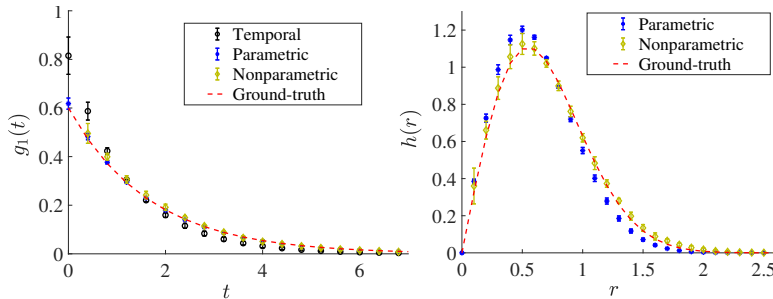 Temporal
Parametric
Nonparametric
Ground-truth
g₁(t)
1
0.8
0.6
0.4
0.2
0
0 2 4 6
t
Parametric
Nonparametric
Ground-truth
h(r)
1.2
1
0.8
0.6
0.4
0.2
0
0 0.5 1 1.5 2 2.5
r